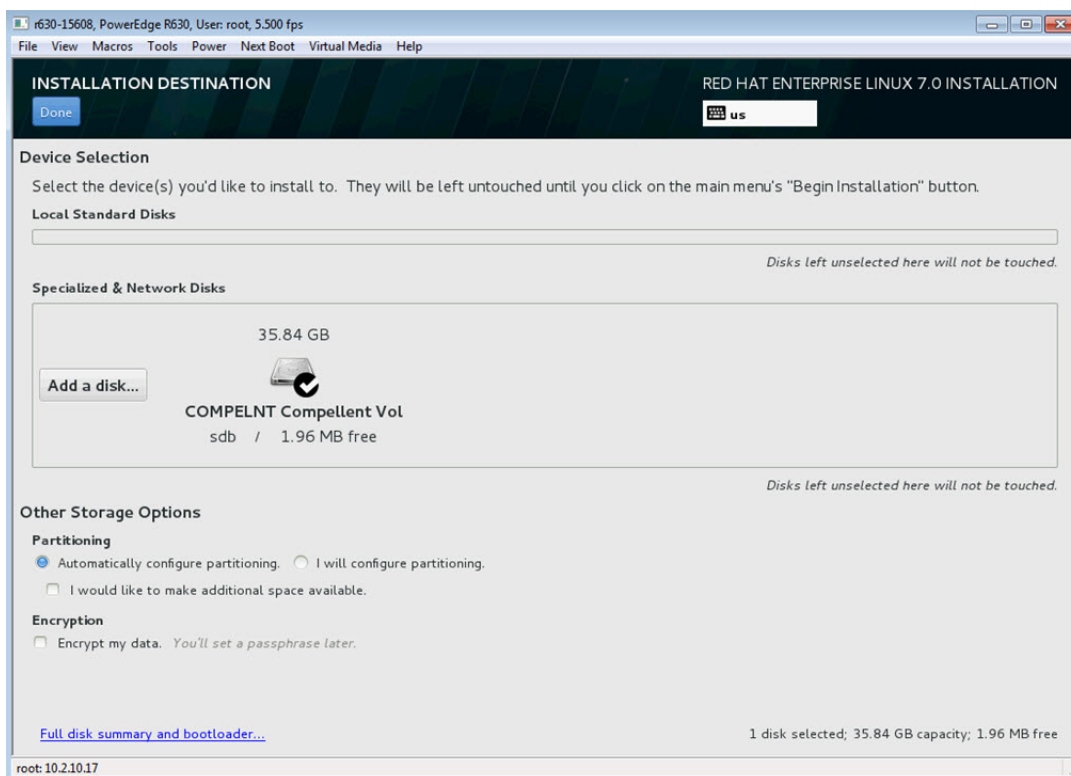 r630-15608, PowerEdge R630, User: root, 5.500 fps
File View Macros Tools Power Next Boot Virtual Media Help
INSTALLATION DESTINATION
RED HAT ENTERPRISE LINUX 7.0 INSTALLATION
Done
us
Device Selection
Select the device(s) you'd like to install to. They will be left untouched until you click on the main menu's "Begin Installation" button.
Local Standard Disks
Disks left unselected here will not be touched.
Specialized & Network Disks
35.84 GB
Add a disk...
COMPELNT Compellent Vol
sdb / 1.96 MB free
Disks left unselected here will not be touched.
Other Storage Options
Partitioning
Automatically configure partitioning. I will configure partitioning.
I would like to make additional space available.
Encryption
Encrypt my data. You'll set a passphrase later.
Full disk summary and bootloader...
1 disk selected; 35.84 GB capacity; 1.96 MB free
root: 10.2.10.17